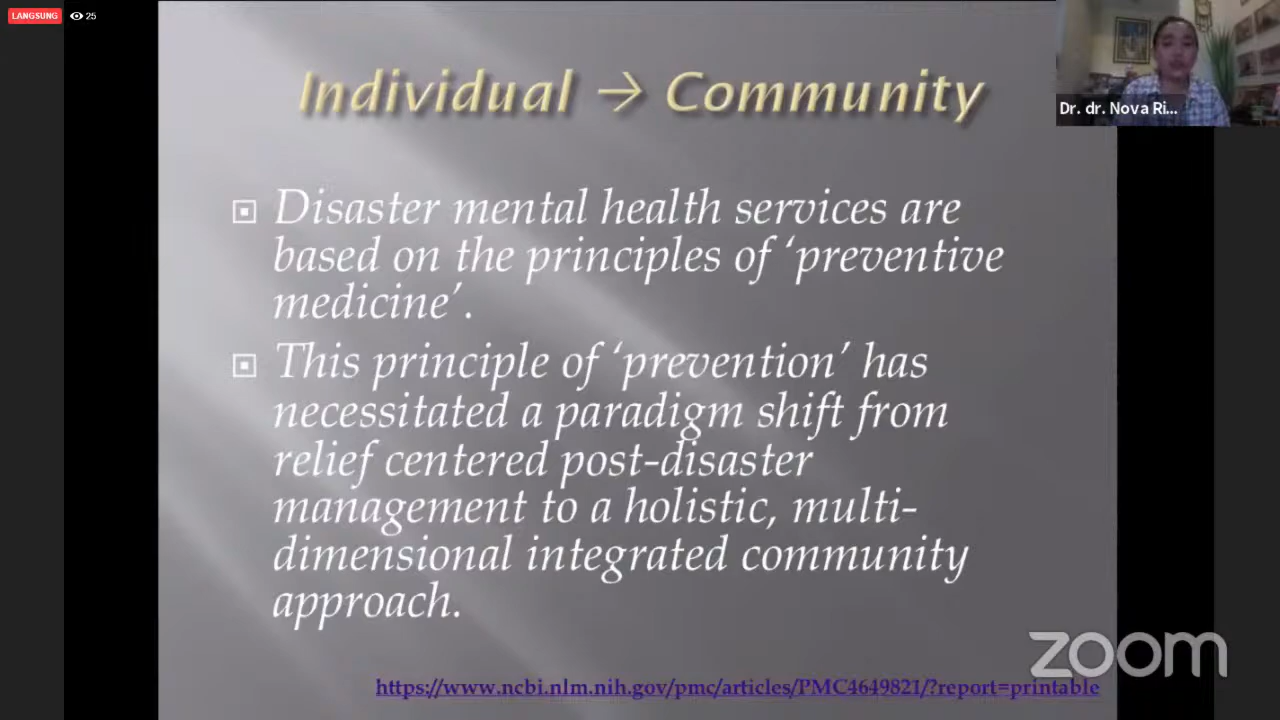 LANGSUNG
25
Individual → Community
Dr. dr. Nova Ri...
Disaster mental health services are
based on the principles of ‘preventive
medicine’.
This principle of ‘prevention’ has
necessitated a paradigm shift from
relief centered post-disaster
management to a holistic, multi-
dimensional integrated community
approach.
zoom
https://www.ncbi.nlm.nih.gov/pmc/articles/PMC4649821/?report=printable